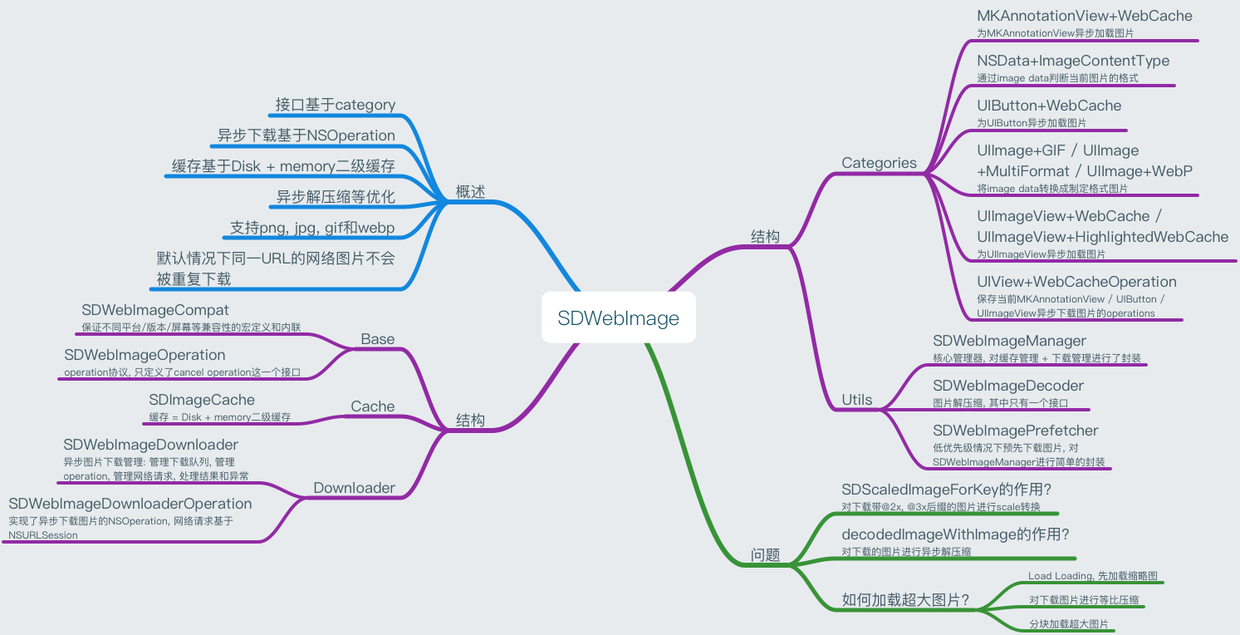 SDWebImage
概述
接口基于category
异步下载基于NSOperation
缓存基于Disk + memory二级缓存
异步解压缩等优化
支持png, jpg, gif和webp
默认情况下同一URL的网络图片不会
被重复下载
结构
Base
SDWebImageCompat
保证不同平台/版本/屏幕等兼容性的宏定义和内联
SDWebImageOperation
operation协议, 只定义了cancel operation这一个接口
Cache
SDImageCache
缓存 = Disk + memory二级缓存
Downloader
SDWebImageDownloader
异步图片下载管理: 管理下载队列, 管理
operation, 管理网络请求, 处理结果和异常
SDWebImageDownloaderOperation
实现了异步下载图片的NSOperation, 网络请求基于
NSURLSession
结构
Categories
MKAnnotationView+WebCache
为MKAnnotationView异步加载图片
NSData+ImageContentType
通过image data判断当前图片的格式
UIButton+WebCache
为UIButton异步加载图片
UIImage+GIF / UIImage
+MultiFormat / UIImage+WebP
将image data转换成制定格式图片
UIImageView+WebCache /
UIImageView+HighlightedWebCache
为UIImageView异步加载图片
UIView+WebCacheOperation
保存当前MKAnnotationView / UIButton /
UIImageView异步下载图片的operations
Utils
SDWebImageManager
核心管理器, 对缓存管理 + 下载管理进行了封装
SDWebImageDecoder
图片解压缩, 其中只有一个接口
SDWebImagePrefetcher
低优先级情况下预先下载图片, 对
SDWebImageManager进行简单的封装
问题
SDScaledImageForKey的作用?
对下载带@2x, @3x后缀的图片进行scale转换
decodedImageWithImage的作用?
对下载的图片进行异步解压缩
如何加载超大图片?
Load Loading, 先加载缩略图
对下载图片进行等比压缩
分块加载超大图片